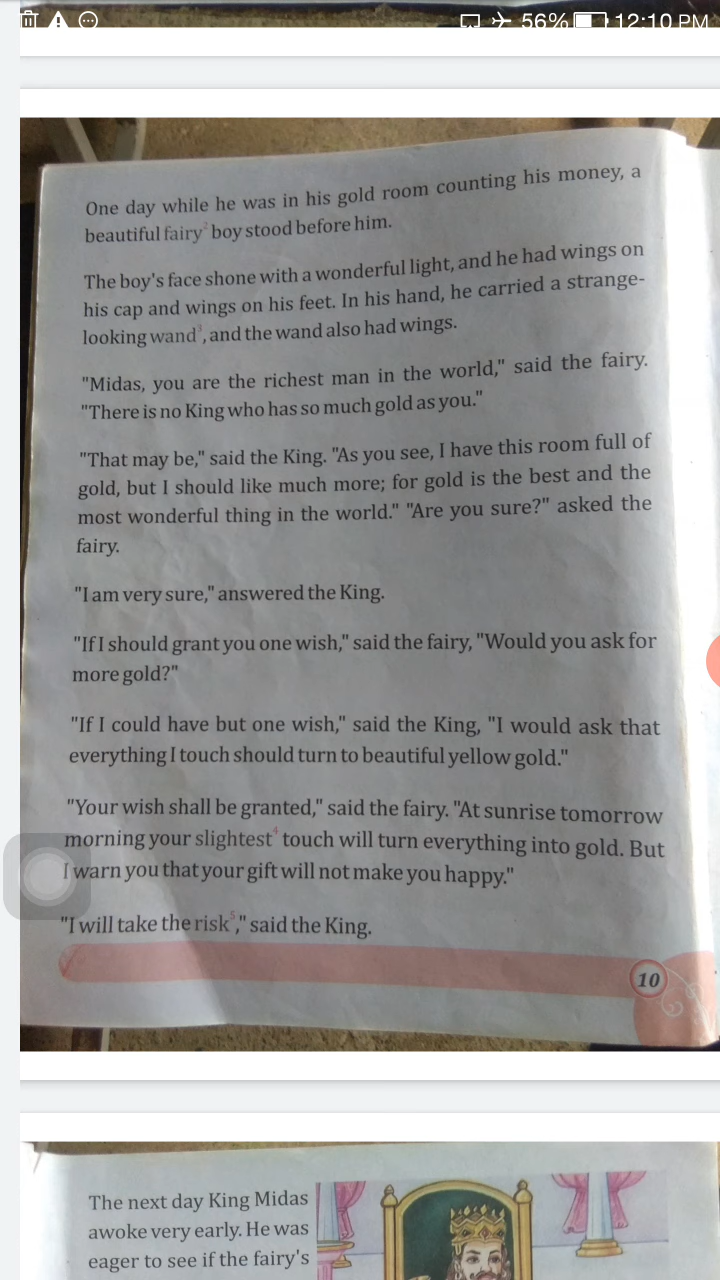 56% 12:10 PM
One day while he was in his gold room counting his money, a
beautiful fairy² boy stood before him.
The boy's face shone with a wonderful light, and he had wings on
his cap and wings on his feet. In his hand, he carried a strange-
looking wand³, and the wand also had wings.
"Midas, you are the richest man in the world," said the fairy.
"There is no King who has so much gold as you."
"That may be," said the King. "As you see, I have this room full of
gold, but I should like much more; for gold is the best and the
most wonderful thing in the world." "Are you sure?" asked the
fairy.
"I am very sure," answered the King.
"If I should grant you one wish," said the fairy, "Would you ask for
more gold?"
"If I could have but one wish," said the King, "I would ask that
everything I touch should turn to beautiful yellow gold."
"Your wish shall be granted," said the fairy. "At sunrise tomorrow
morning your slightest⁴ touch will turn everything into gold. But
I warn you that your gift will not make you happy."
"I will take the risk⁵," said the King.
10
The next day King Midas
awoke very early. He was
eager to see if the fairy's